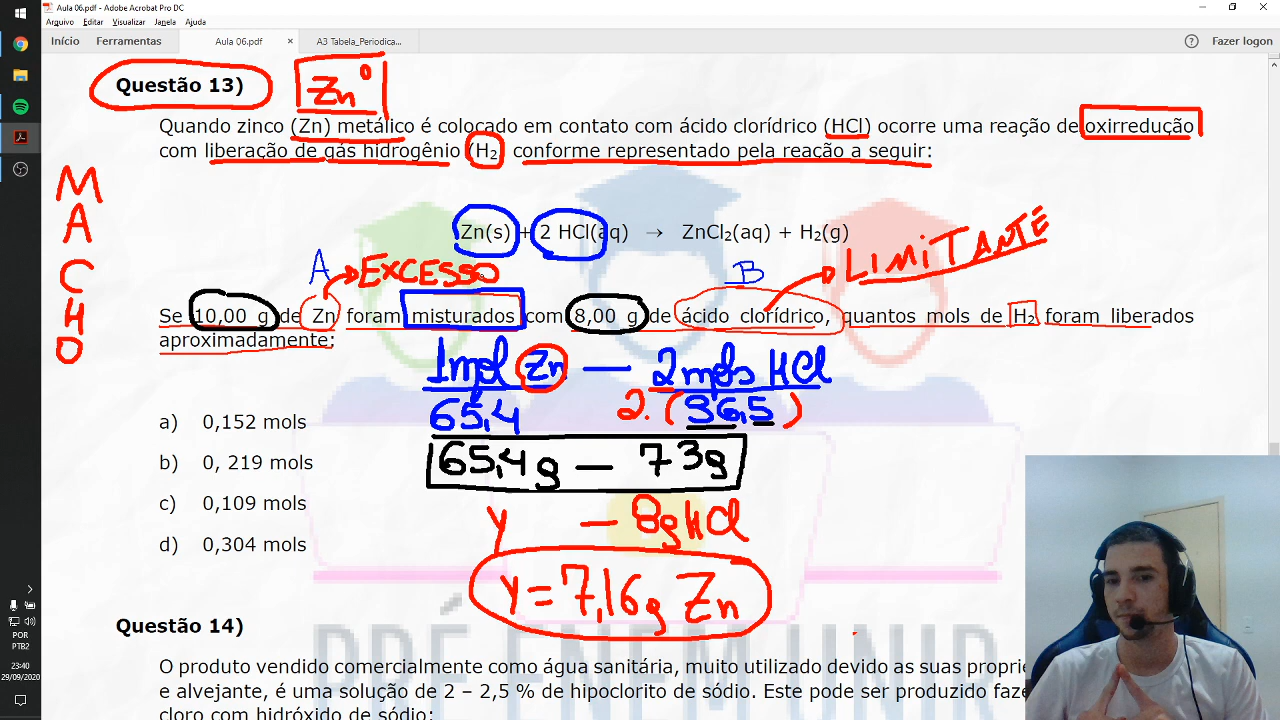 Aula 06.pdf - Adobe Acrobat Pro DC
Arquivo Editar Visualizar Janela Ajuda
Início Ferramentas Aula 06.pdf × A3 Tabela_Periodica... Fazer logon
Questão 13) Zn⁰
Quando zinco (Zn) metálico é colocado em contato com ácido clorídrico (HCl) ocorre uma reação de oxirredução
com liberação de gás hidrogênio (H₂) conforme representado pela reação a seguir:
MACHO
Zn(s) + 2 HCl(aq) → ZnCl₂(aq) + H₂(g)
A EXCESSO B LIMITANTE
Se 10,00 g de Zn foram misturados com 8,00 g de ácido clorídrico, quantos mols de H₂ foram liberados
aproximadamente:
1mol Zn — 2mols HCl
65,4 2.(36,5)
65,4g — 73g
y — 8gHCl
y = 7,16g Zn
a) 0,152 mols
b) 0, 219 mols
c) 0,109 mols
d) 0,304 mols
Questão 14)
PRÉ ENEM UNIR
O produto vendido comercialmente como água sanitária, muito utilizado devido as suas proprie
e alvejante, é uma solução de 2 – 2,5 % de hipoclorito de sódio. Este pode ser produzido faze
cloro com hidróxido de sódio:
POR
PTB2
23:40
29/09/2020